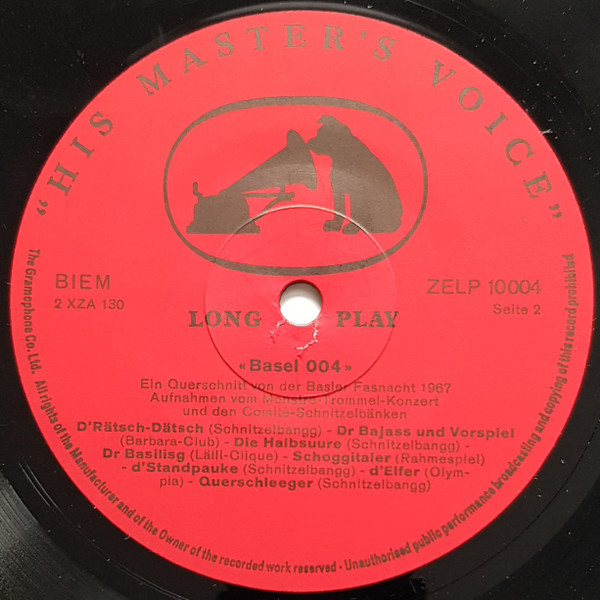 "HIS MASTER'S VOICE"
BIEM
2 XZA 130
ZELP 10004
Seite 2
LONG PLAY
«Basel 004»
Ein Querschnitt von der Basler Fasnacht 1967
Aufnahmen vom Monstre-Trommel-Konzert
und den Comité-Schnitzelbänken
D'Rätsch-Dätsch (Schnitzelbangg) - Dr Bajass und Vorspiel
(Barbara-Club) - Die Halbsuure (Schnitzelbangg)
Dr Basilisg (Lälli-Clique) - Schoggitaler (Rahmespiel)
- d'Standpauke (Schnitzelbangg) - d'Elfer (Olym-
pia) - Querschleeger (Schnitzelbangg)
The Gramophone Co. Ltd. All rights of the Manufacturer and of the Owner of the recorded work reserved - Unauthorised public performance broadcasting and copying of this record prohibited